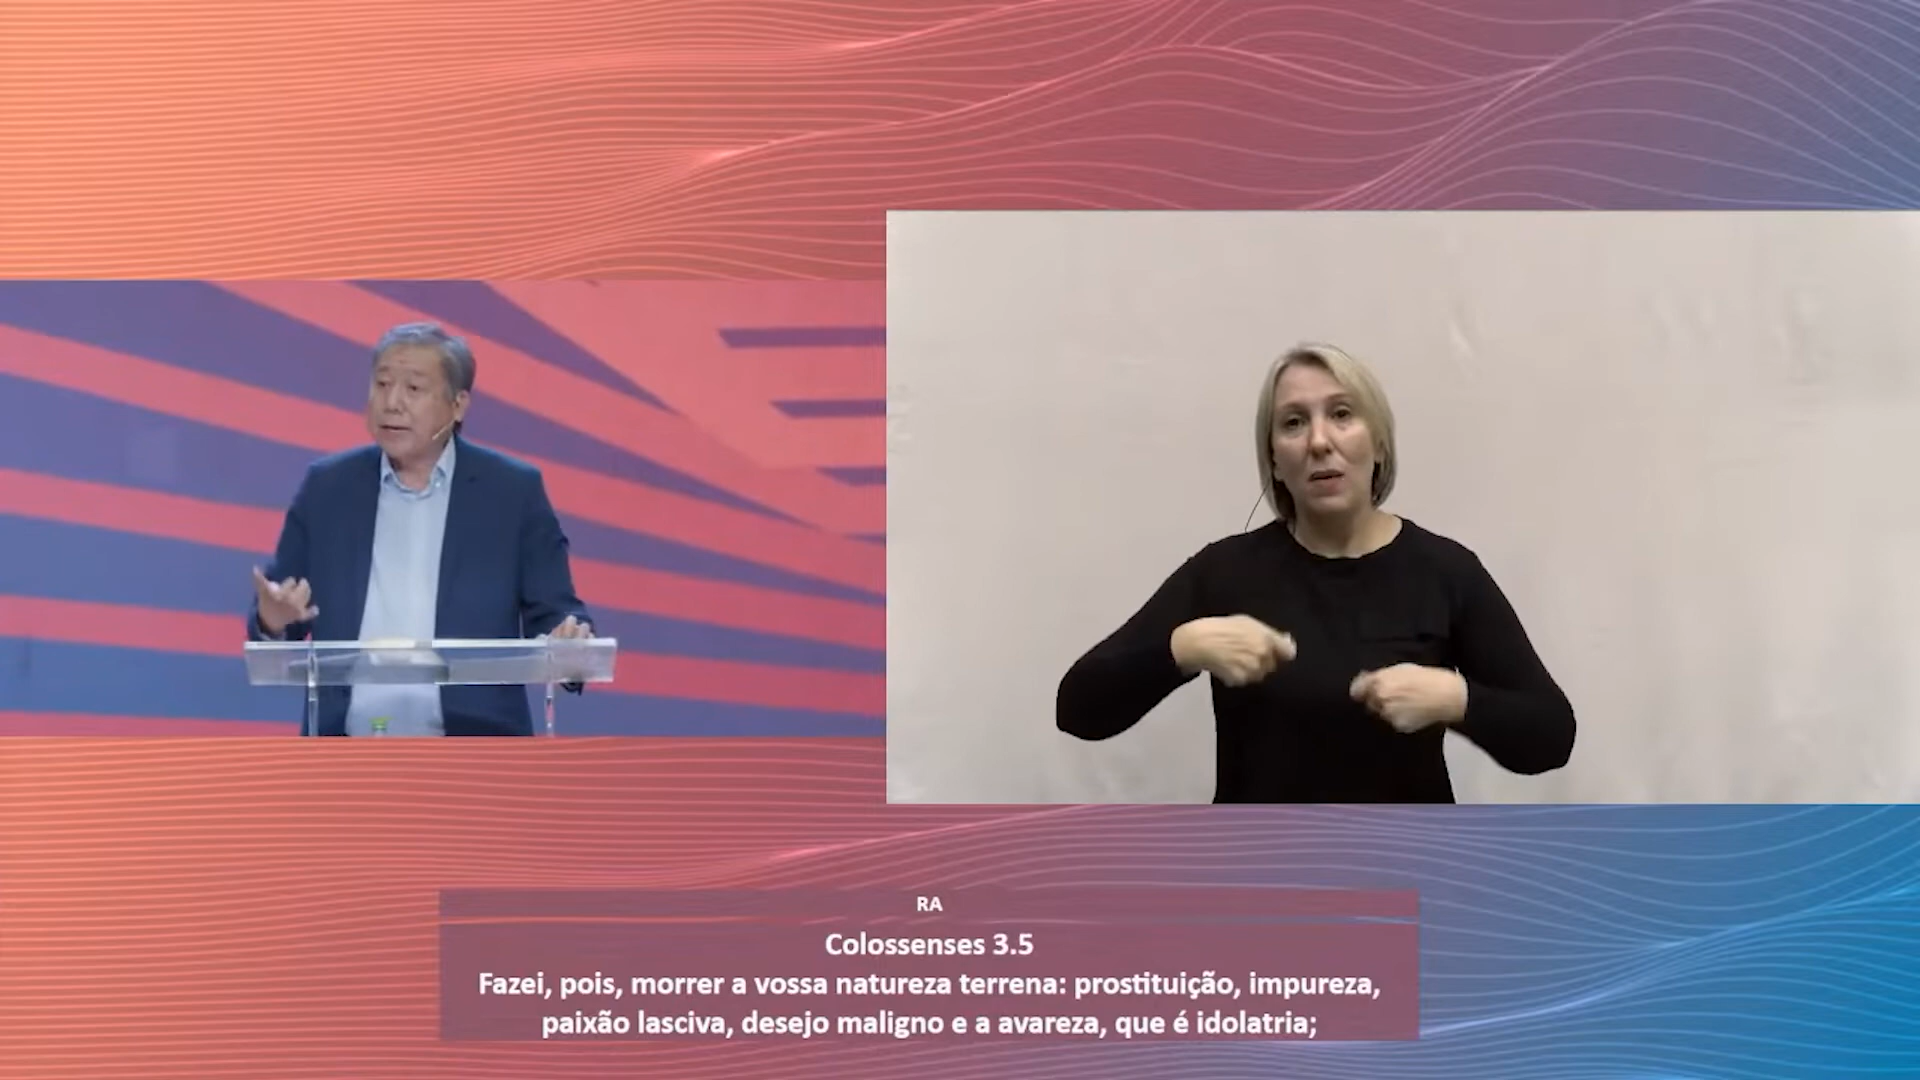 RA
Colossenses 3.5
Fazei, pois, morrer a vossa natureza terrena: prostituição, impureza,
paixão lasciva, desejo maligno e a avareza, que é idolatria;